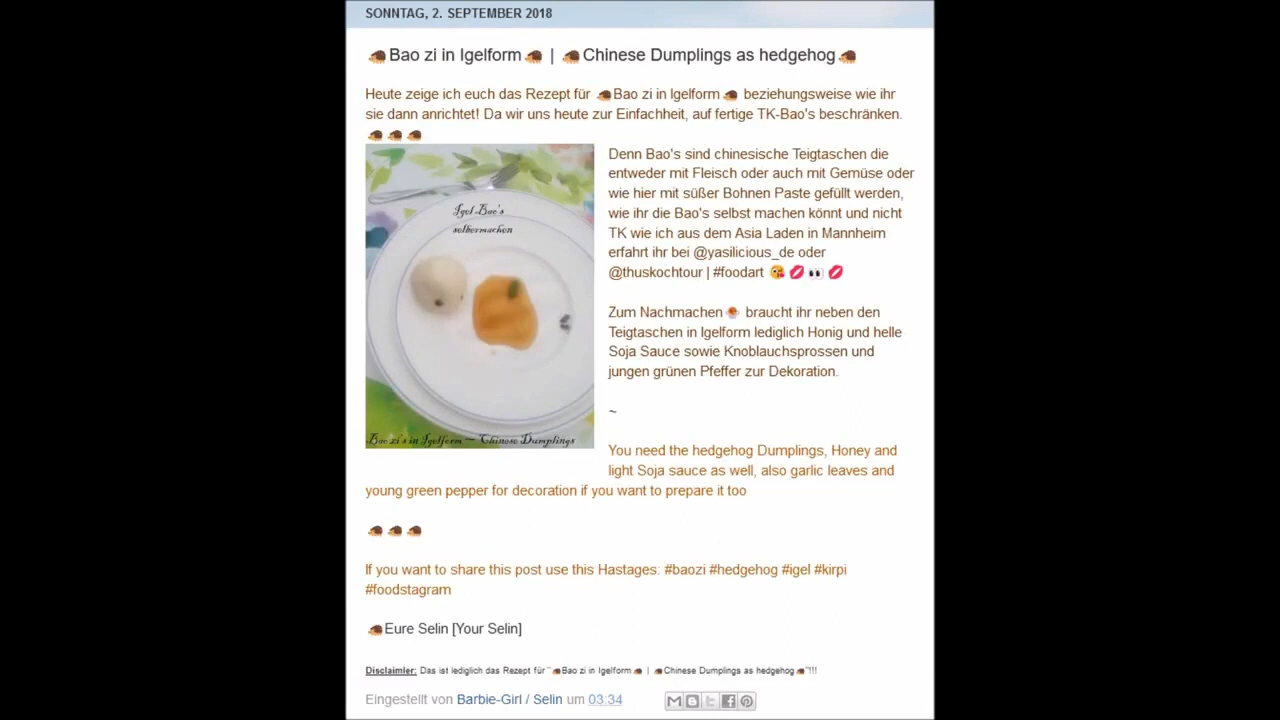 SONNTAG, 2. SEPTEMBER 2018
🦔Bao zi in Igelform🦔 | 🦔Chinese Dumplings as hedgehog🦔
Heute zeige ich euch das Rezept für 🦔Bao zi in Igelform🦔 beziehungsweise wie ihr
sie dann anrichtet! Da wir uns heute zur Einfachheit, auf fertige TK-Bao's beschränken.
🦔🦔🦔
Igel Bao's
selbermachen
Bao zi's in Igelform ~ Chinese Dumplings
Denn Bao's sind chinesische Teigtaschen die
entweder mit Fleisch oder auch mit Gemüse oder
wie hier mit süßer Bohnen Paste gefüllt werden,
wie ihr die Bao's selbst machen könnt und nicht
TK wie ich aus dem Asia Laden in Mannheim
erfahrt ihr bei @yasilicious_de oder
@thuskochtour | #foodart 😘💋👀💋
Zum Nachmachen🍳 braucht ihr neben den
Teigtaschen in Igelform lediglich Honig und helle
Soja Sauce sowie Knoblauchsprossen und
jungen grünen Pfeffer zur Dekoration.
~
You need the hedgehog Dumplings, Honey and
light Soja sauce as well, also garlic leaves and
young green pepper for decoration if you want to prepare it too
🦔🦔🦔
If you want to share this post use this Hastages: #baozi #hedgehog #igel #kirpi
#foodstagram
🦔Eure Selin [Your Selin]
Disclaimler: Das ist lediglich das Rezept für "🦔Bao zi in Igelform🦔 | 🦔Chinese Dumplings as hedgehog🦔"!!!
Eingestellt von Barbie-Girl / Selin um 03:34